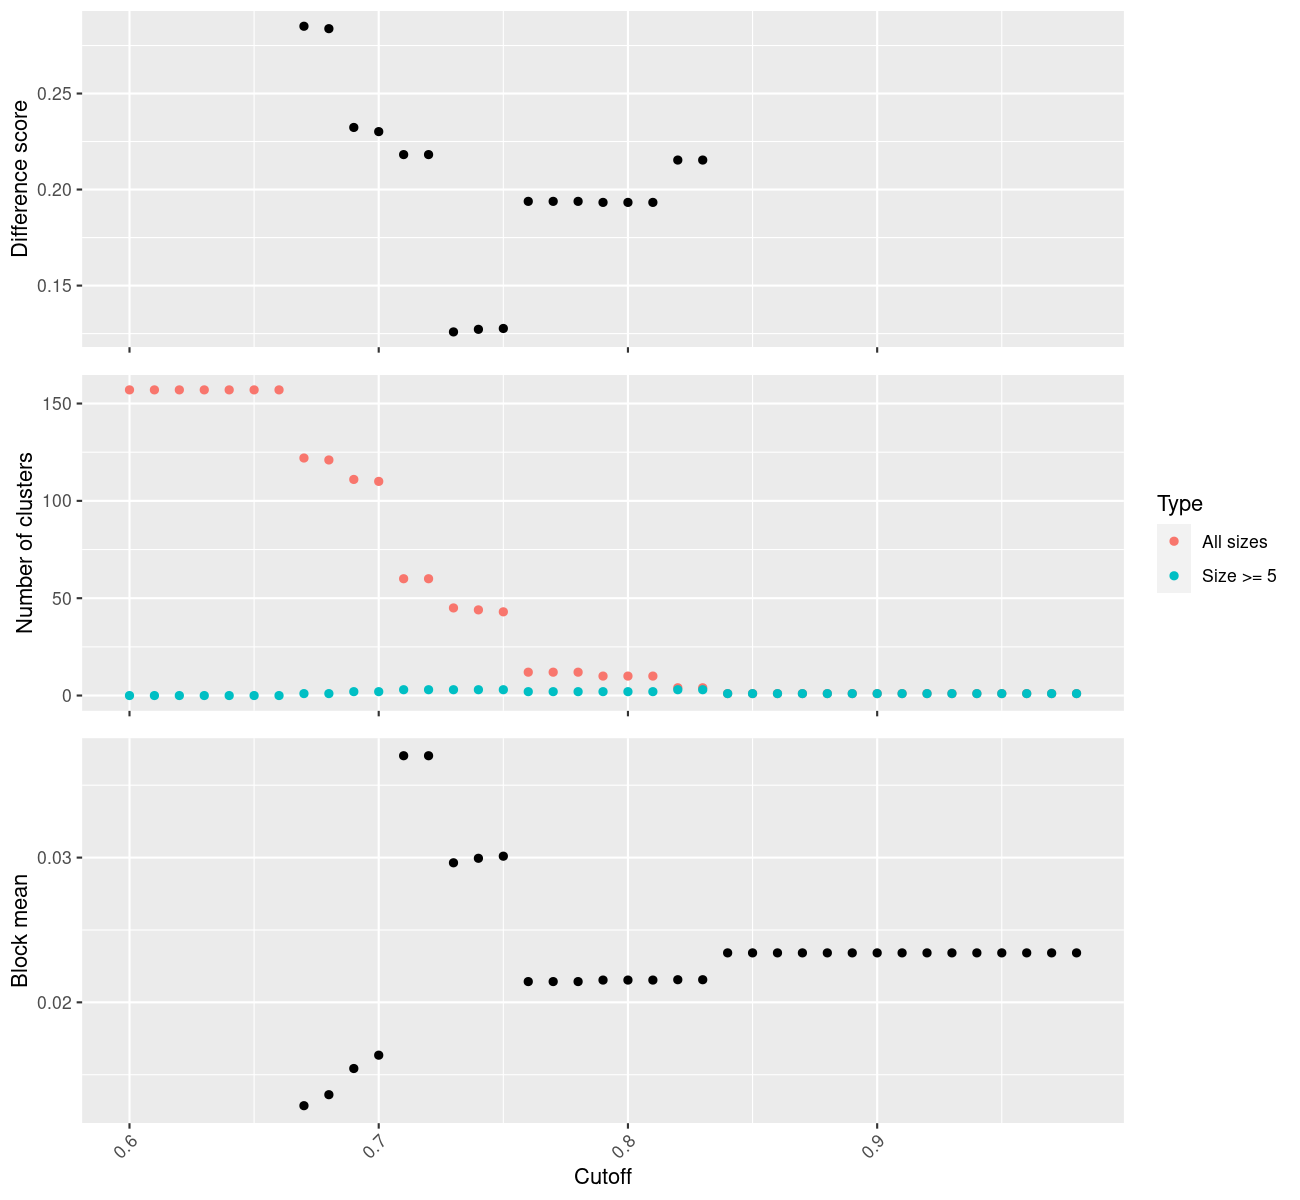 Difference score
0.25
0.20
0.15
Number of clusters
150
100
50
0
Type
All sizes
Size >= 5
Block mean
0.03
0.02
0.6
0.7
0.8
0.9
Cutoff